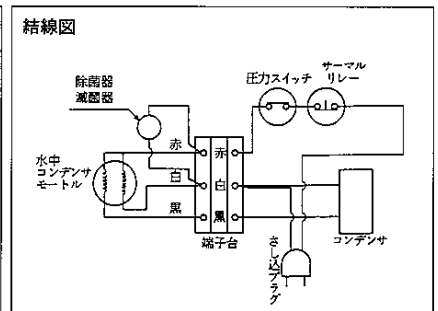 結線図
除菌器
滅菌器
圧力スイッチ
サーマル
リレー
赤
赤
水中
コンデンサ
モートル
白
白
黒
黒
端子台
さし込プラグ
コンデンサ